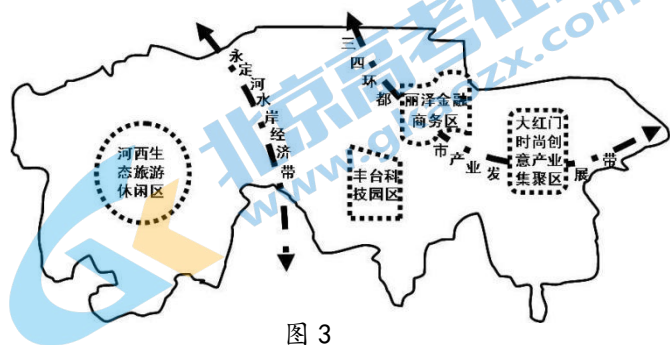 永定河水岸经济带
三四环都市产业发展带
丽泽金融
商务区
大红门
时尚创
意产业
集聚区
河西生
态旅游
休闲区
丰台科
技园区
北京高考在线
www.gkaozx.com
图 3